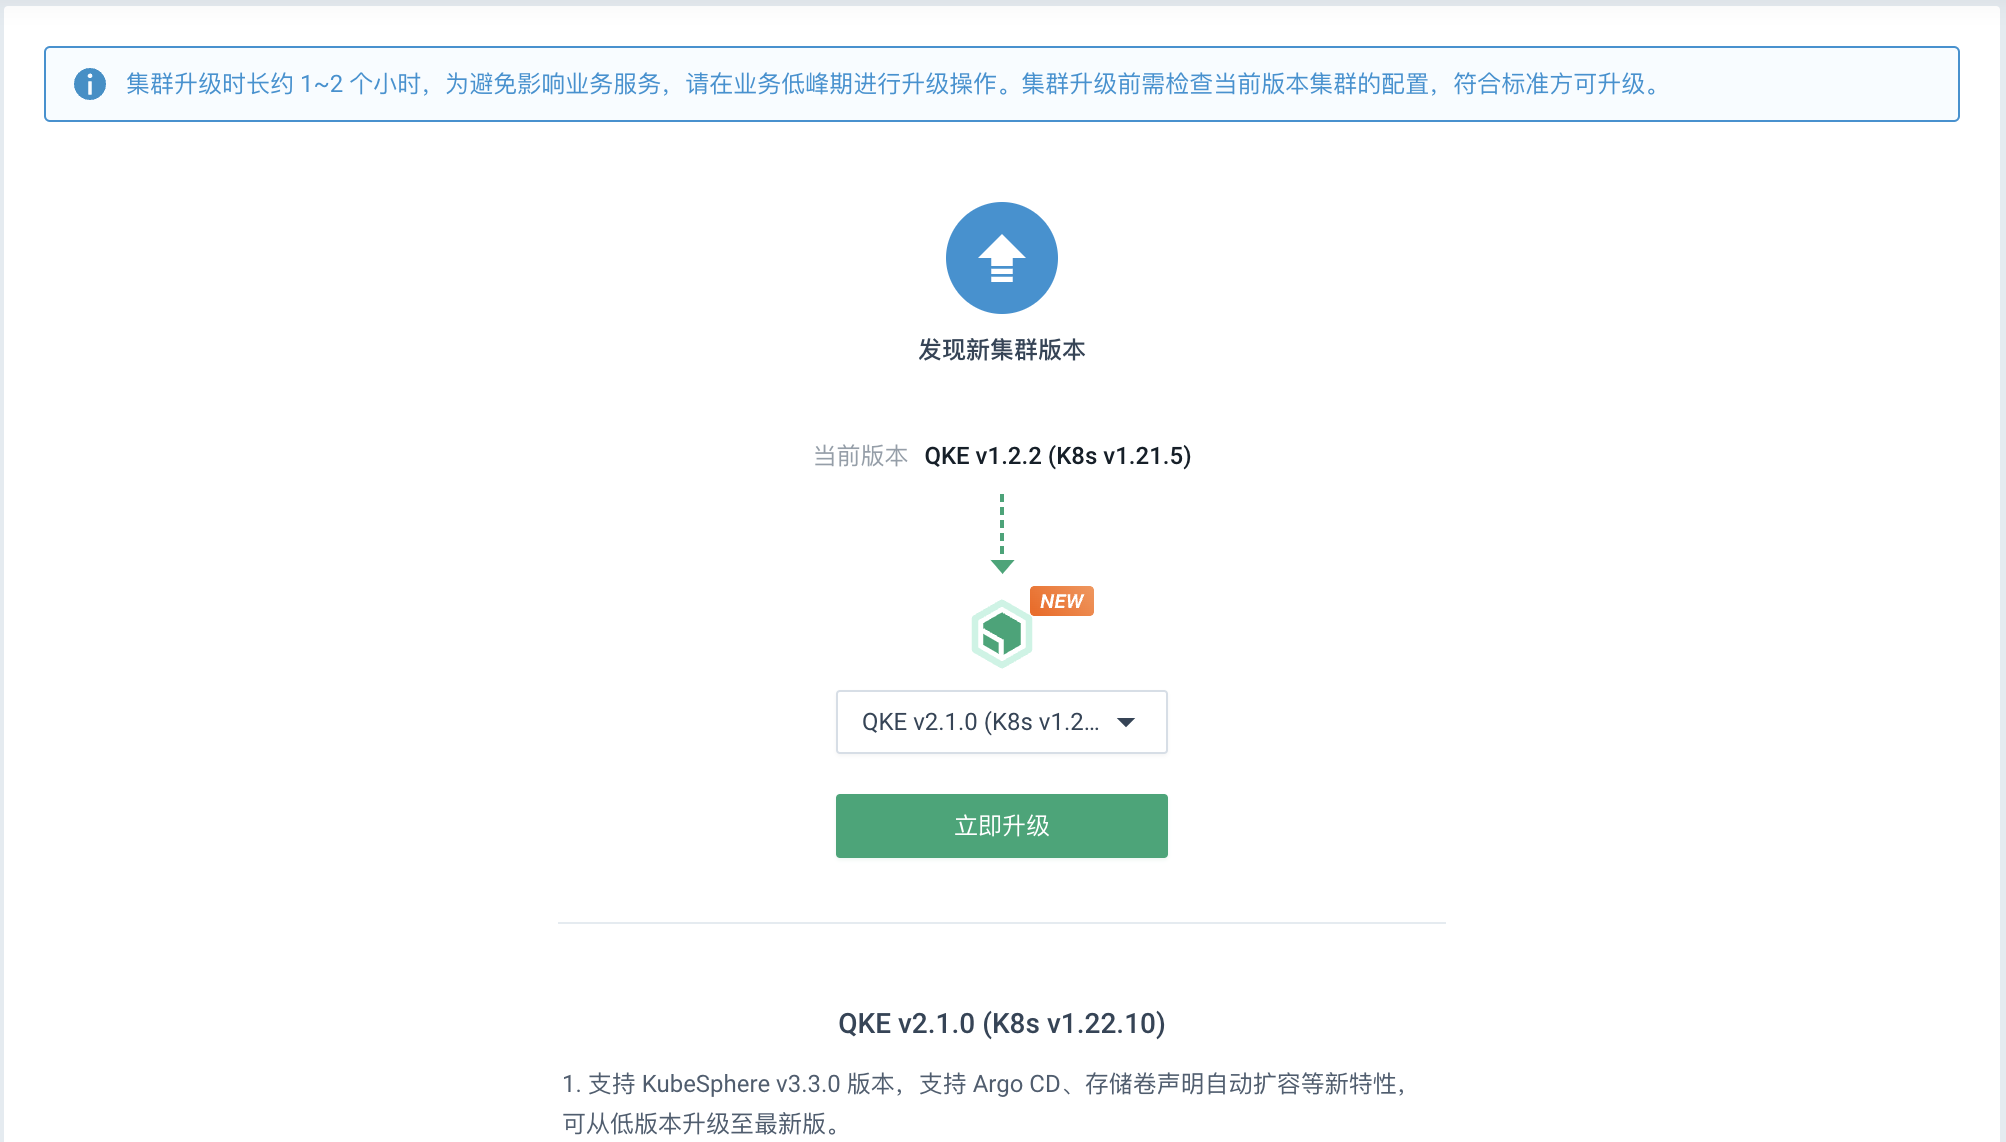 集群升级时长约 1~2 个小时，为避免影响业务服务，请在业务低峰期进行升级操作。集群升级前需检查当前版本集群的配置，符合标准方可升级。
发现新集群版本
当前版本 QKE v1.2.2 (K8s v1.21.5)
NEW
QKE v2.1.0 (K8s v1.2...
立即升级
QKE v2.1.0 (K8s v1.22.10)
1. 支持 KubeSphere v3.3.0 版本，支持 Argo CD、存储卷声明自动扩容等新特性，
可从低版本升级至最新版。